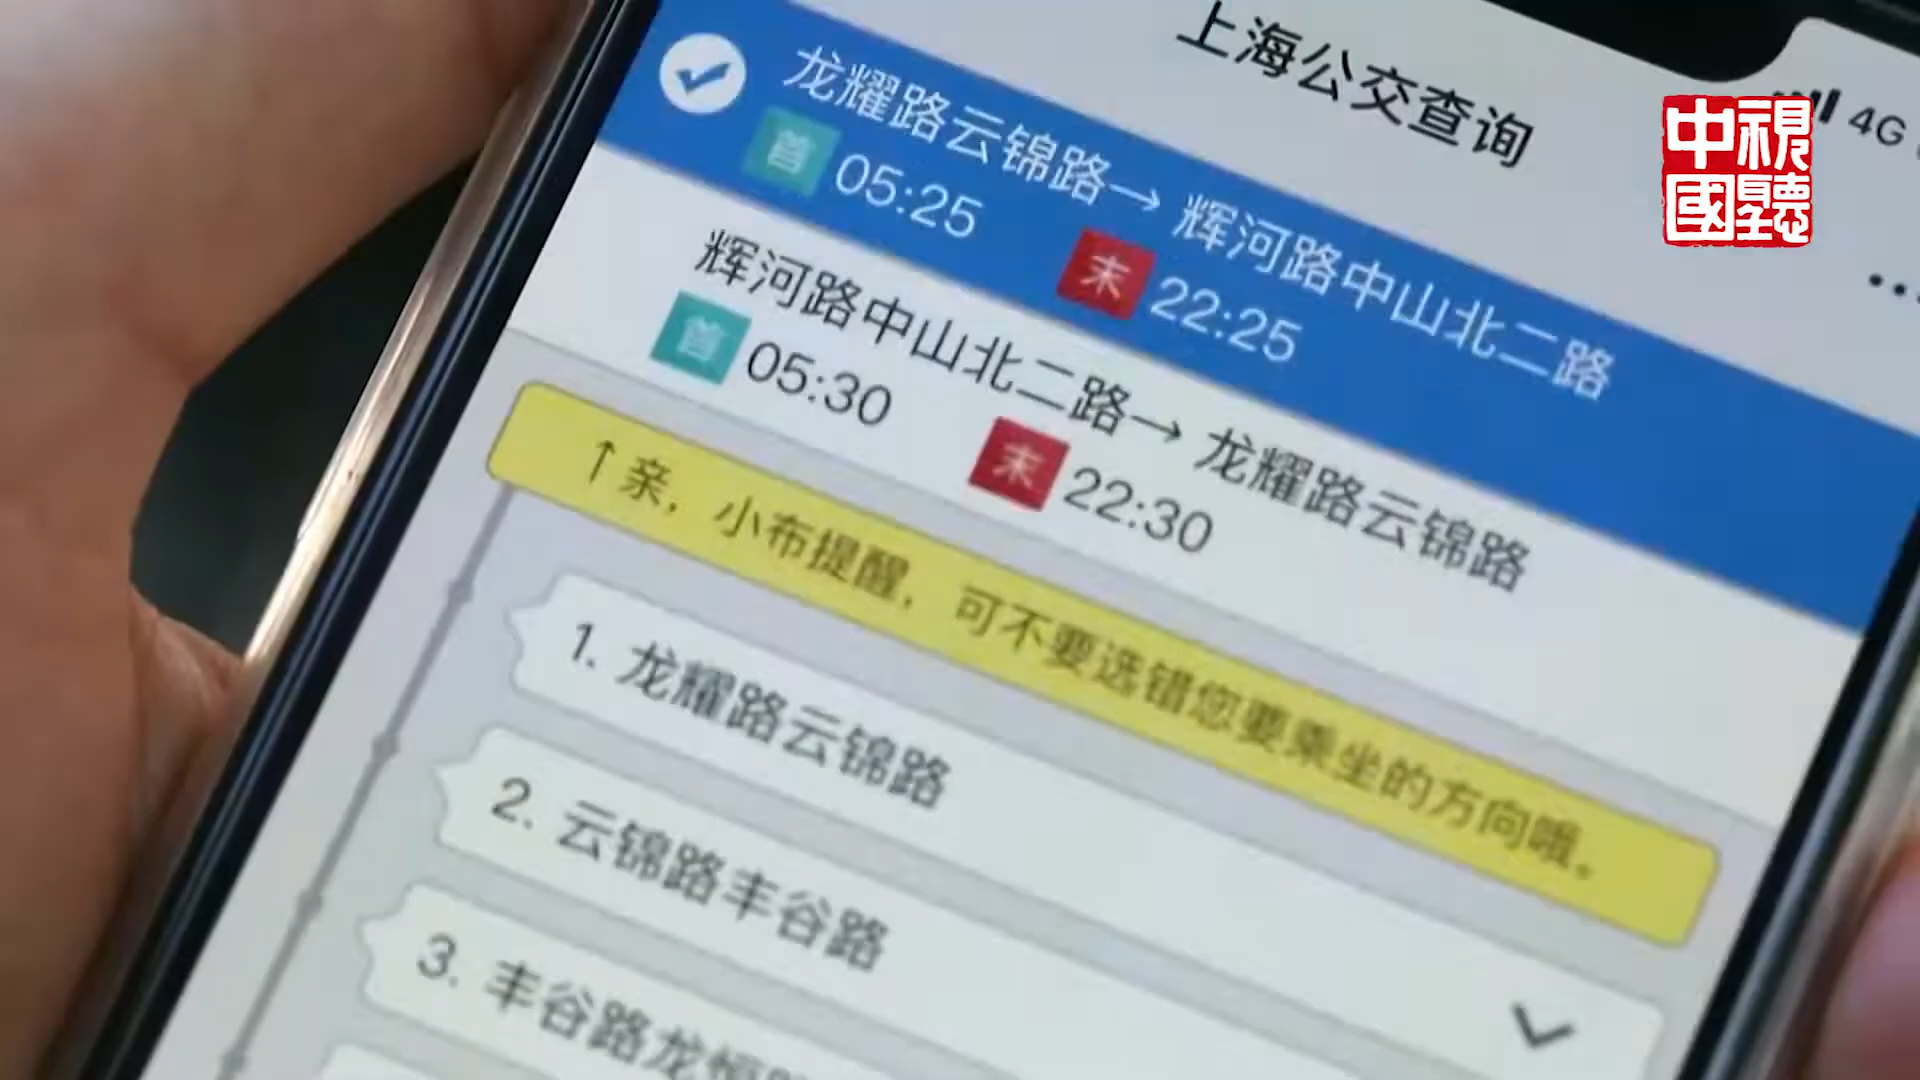 上海公交查询
4G
龙耀路云锦路→ 辉河路中山北二路
首 05:25 末 22:25
辉河路中山北二路→ 龙耀路云锦路
首 05:30 末 22:30
↑亲，小布提醒，可不要选错您要乘坐的方向哦。
1. 龙耀路云锦路
2. 云锦路丰谷路
3. 丰谷路龙恒
中視
國聽